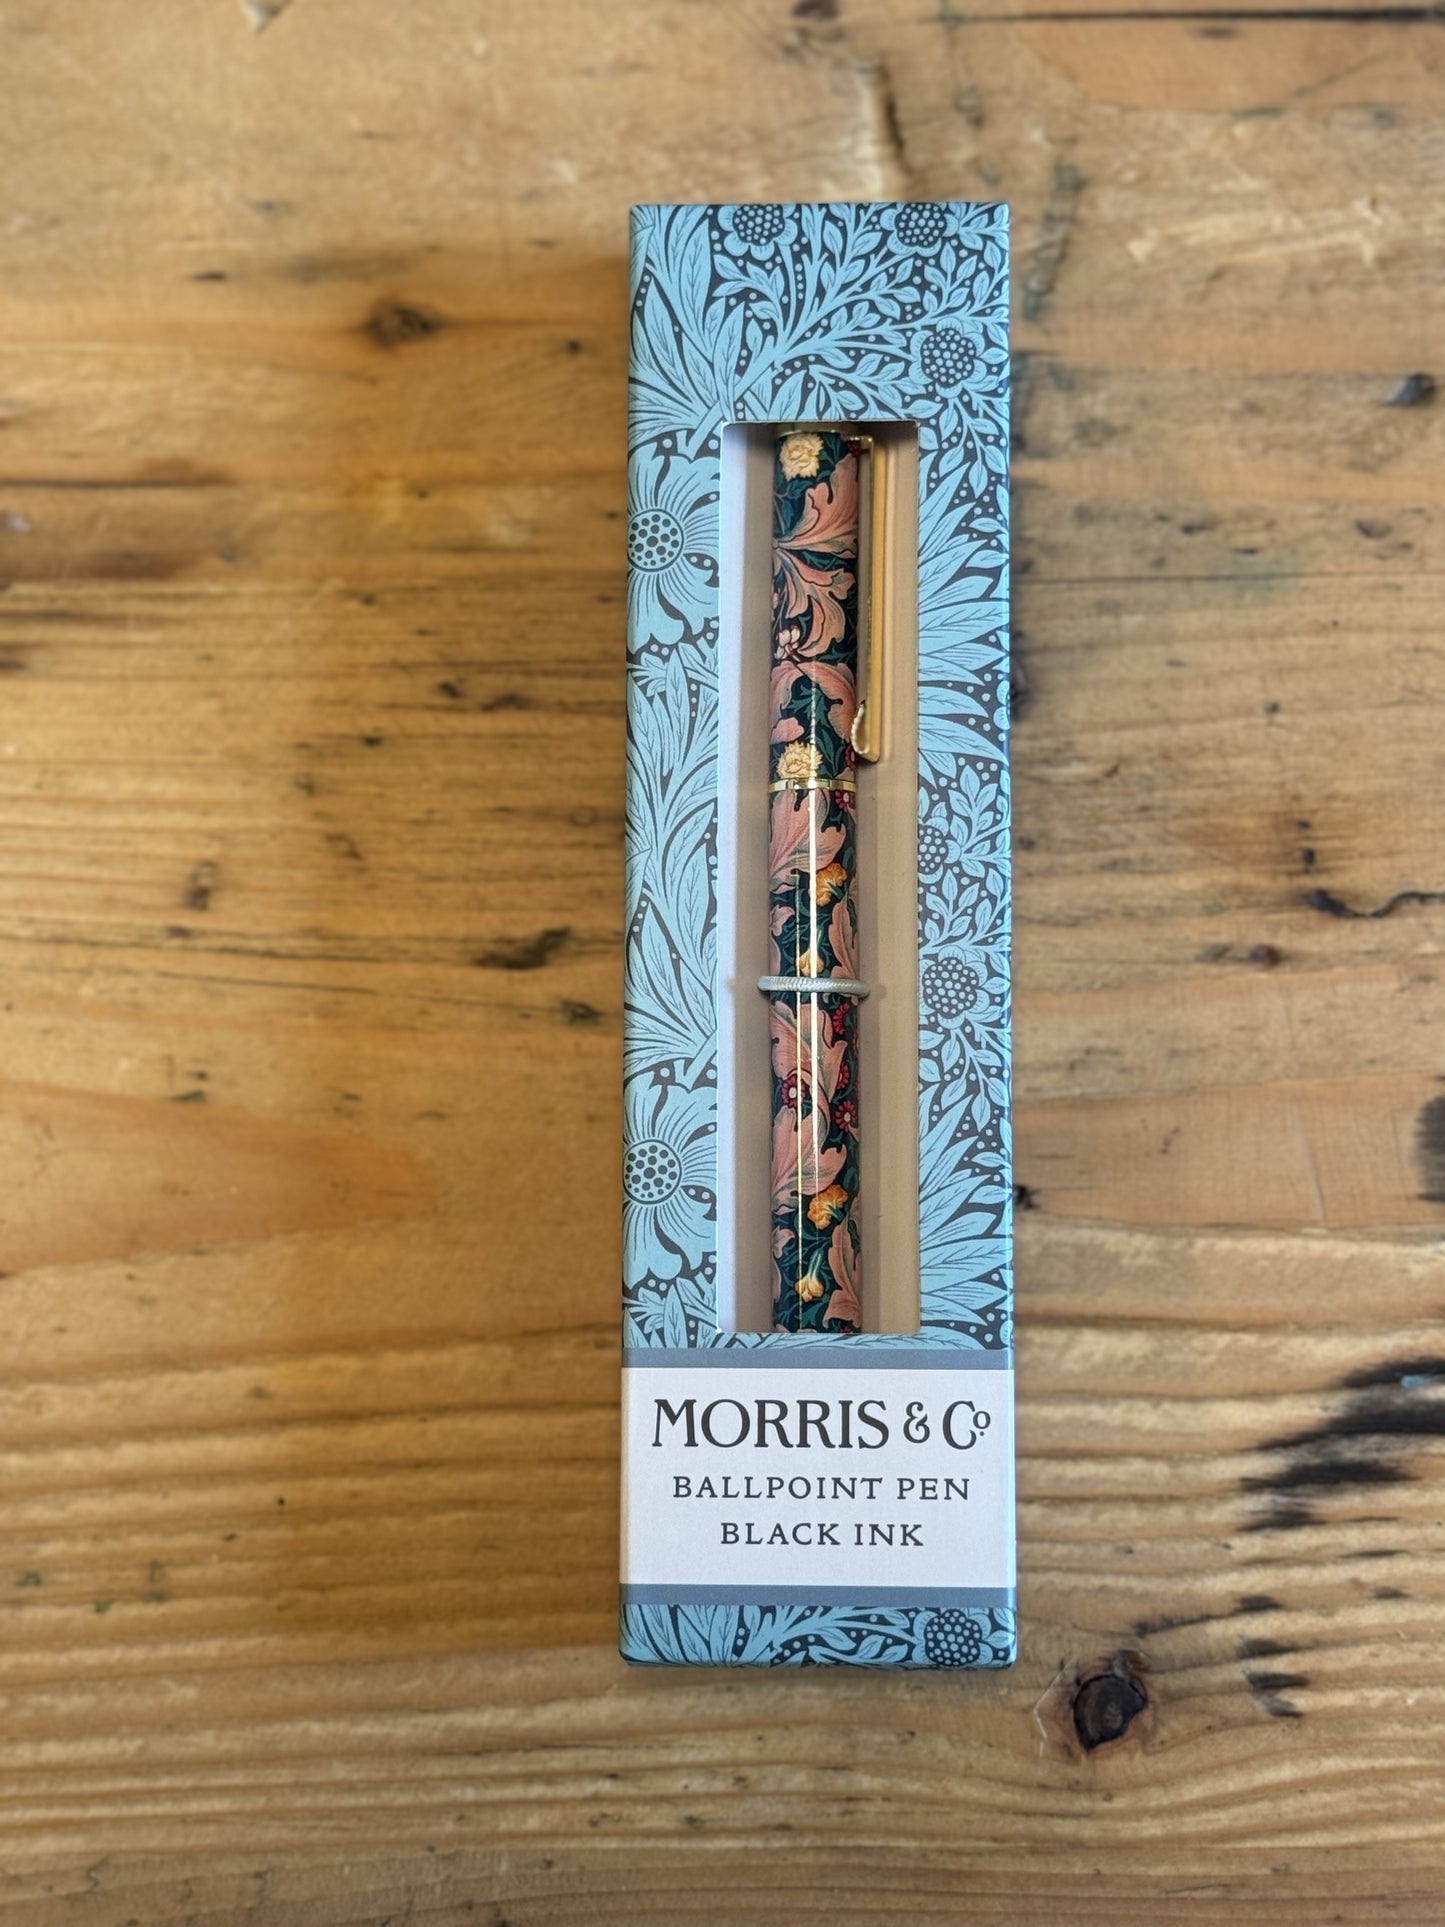 MORRIS & Co.
BALLPOINT PEN
BLACK INK